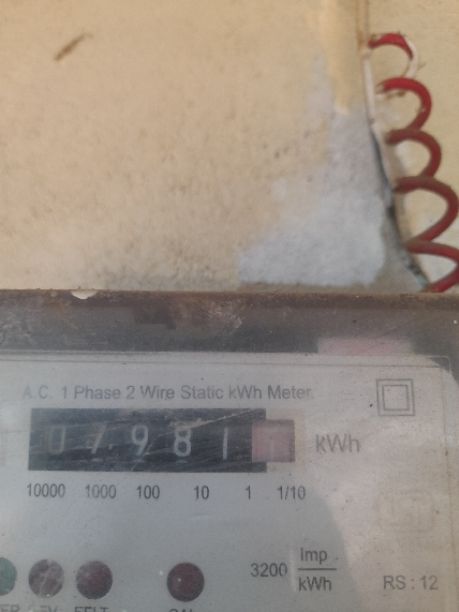 A.C. 1 Phase 2 Wire Static kWh Meter.
07981 kWh
10000 1000 100 10 1 1/10
3200 Imp/kWh
RS : 12